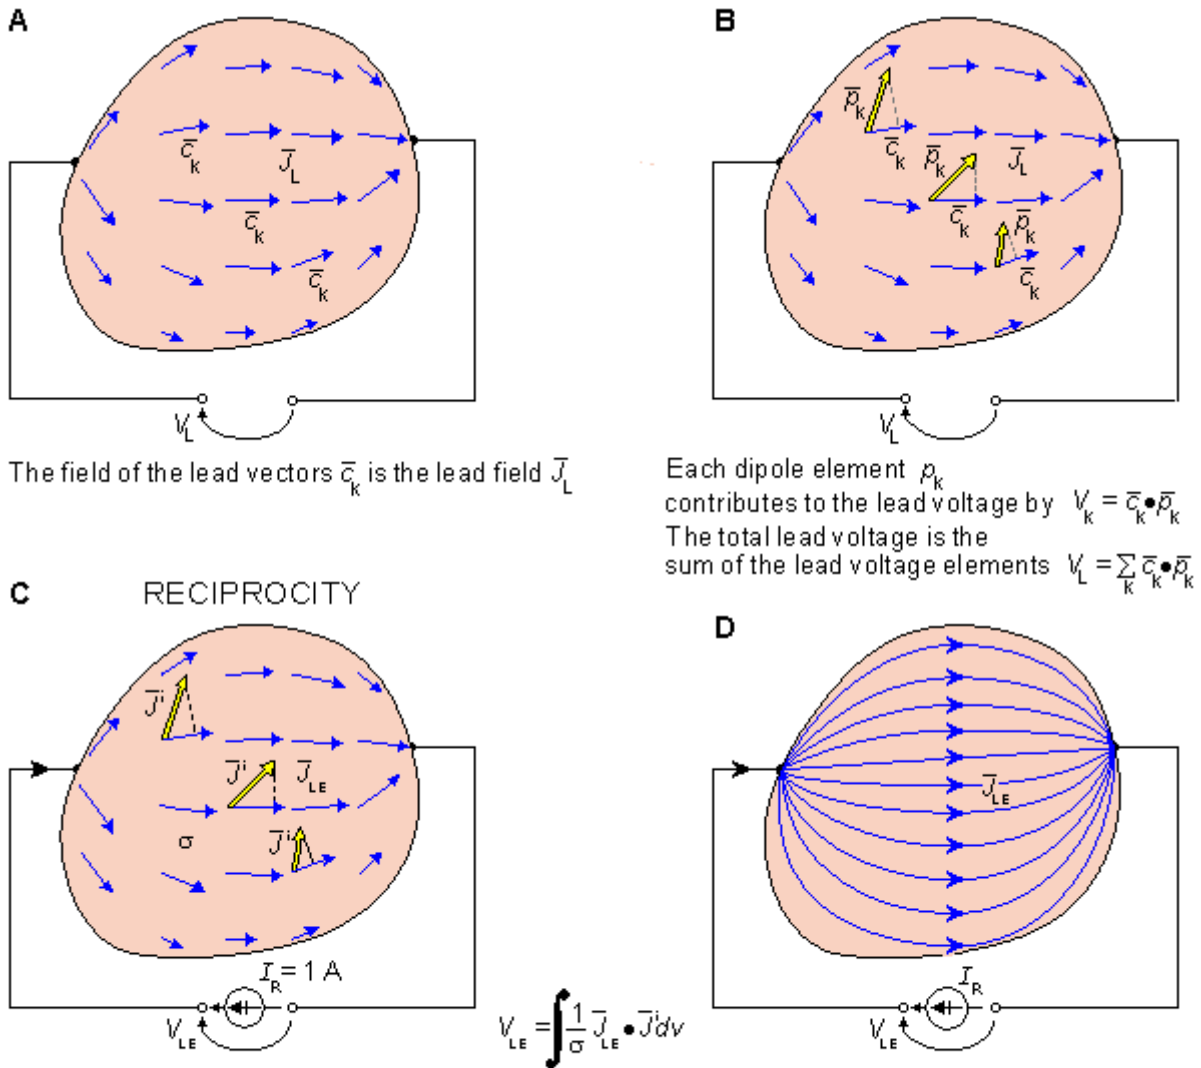 A
c̄k
J̄L
c̄k
c̄k
VL
The field of the lead vectors c̄k is the lead field J̄L
B
p̄k
c̄k
p̄k
J̄L
p̄k
c̄k
c̄k
VL
Each dipole element pk
contributes to the lead voltage by Vk = c̄k•p̄k
The total lead voltage is the
sum of the lead voltage elements VL = ∑k c̄k•p̄k
C RECIPROCITY
J̄i
J̄i
J̄LE
σ
J̄i
IR = 1 A
VLE
VLE = ∫ 1/σ J̄LE • J̄i dv
D
J̄LE
IR
VLE